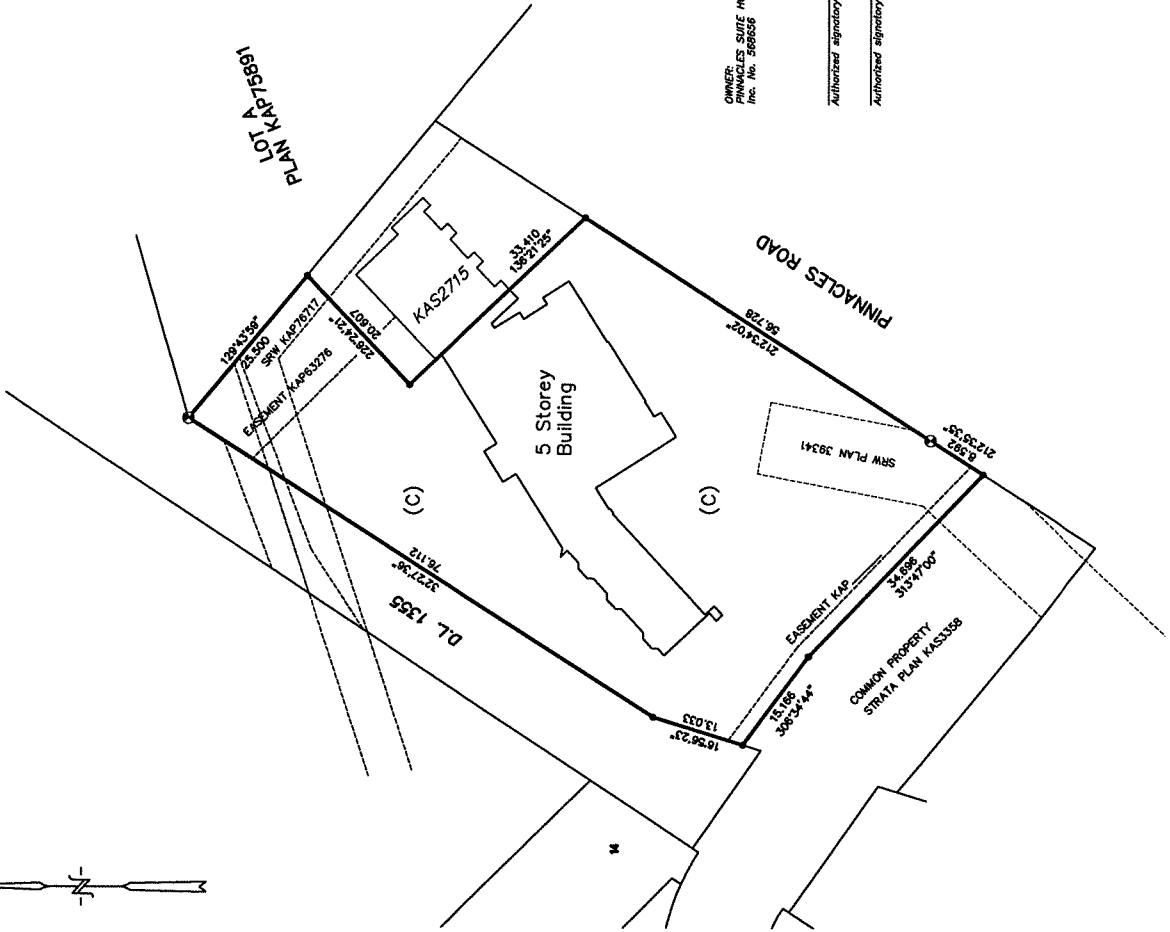 LOT A
PLAN KAP75891
OWNER:
PINNACLES SUITE
Inc. No. 568656
Authorized signatory
Authorized signatory
129°43'59"
25.500
SRW KAP76717
EASEMENT KAP63276
226°24'21"
20.607
KAS2715
33.410
136°21'25"
PINNACLES ROAD
56.728
212°34'02"
5 Storey
Building
(C)
(C)
SRW PLAN 39341
8.592
212°35'35"
76.112
32°27'36"
D.L. 1355
EASEMENT KAP
34.696
313°47'00"
COMMON PROPERTY
STRATA PLAN KAS3358
15.166
306°34'44"
13.033
16°56'23"
14